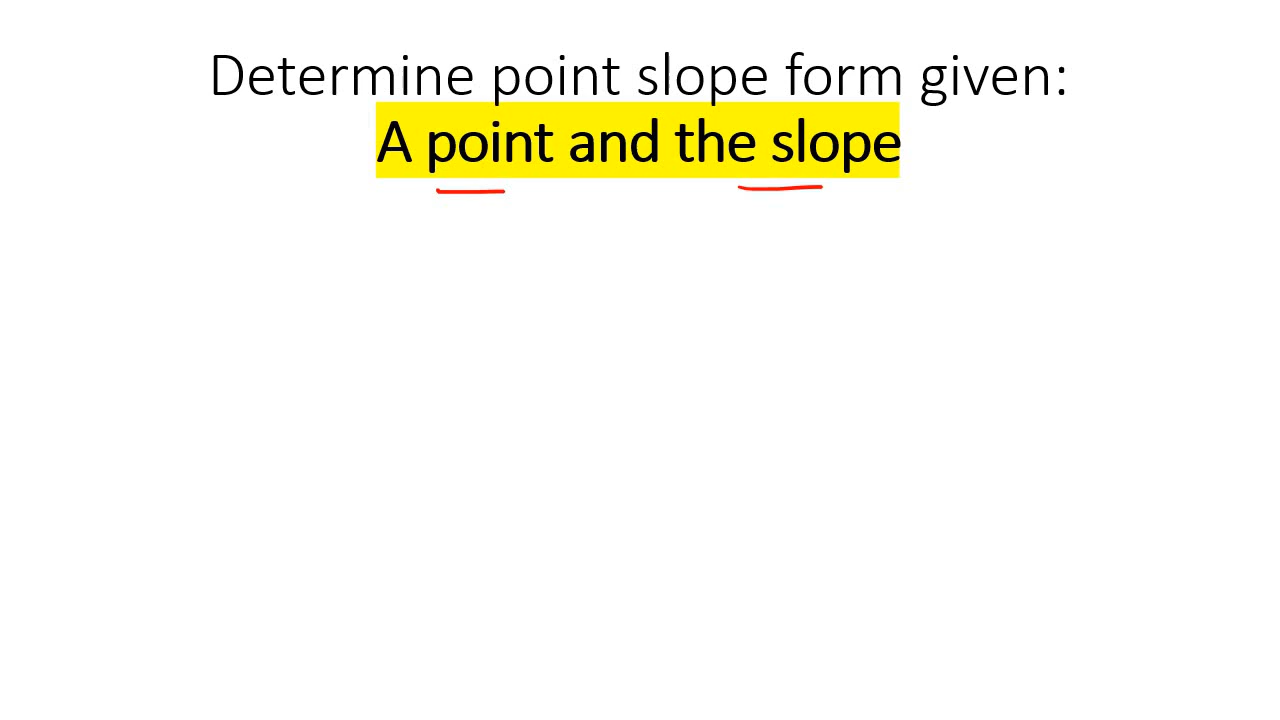 Determine point slope form given:
A point and the slope